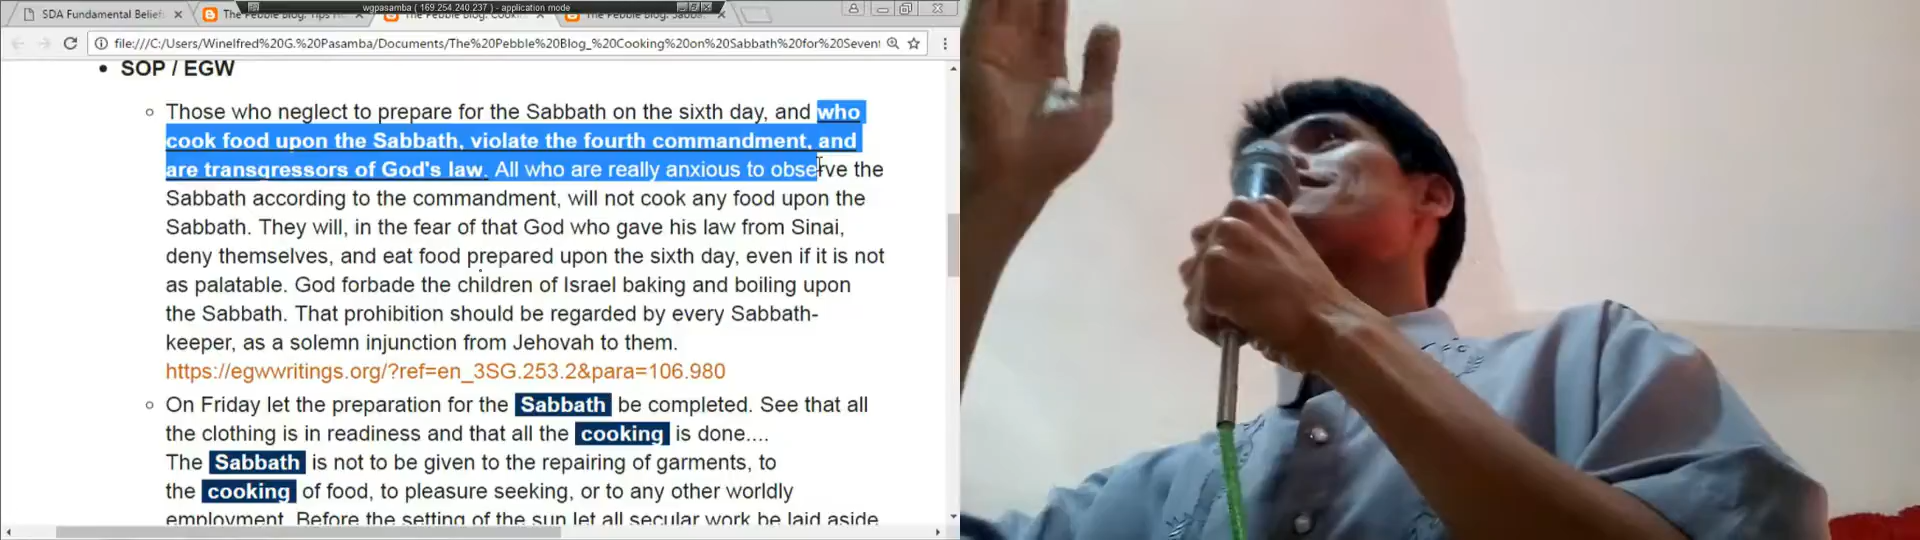 SDA Fundamental Belief
The Pebble Blog: Tips
The Pebble Blog: Cookin
The Pebble Blog: Sabba
wgpasamba ( 169.254.240.237 ) - application mode
file:///C:/Users/Winelfred%20G.%20Pasamba/Documents/The%20Pebble%20Blog_%20Cooking%20on%20Sabbath%20for%20Sevent
• SOP / EGW
Those who neglect to prepare for the Sabbath on the sixth day, and who
cook food upon the Sabbath, violate the fourth commandment, and
are transgressors of God's law. All who are really anxious to observe the
Sabbath according to the commandment, will not cook any food upon the
Sabbath. They will, in the fear of that God who gave his law from Sinai,
deny themselves, and eat food prepared upon the sixth day, even if it is not
as palatable. God forbade the children of Israel baking and boiling upon
the Sabbath. That prohibition should be regarded by every Sabbath-
keeper, as a solemn injunction from Jehovah to them.
https://egwwritings.org/?ref=en_3SG.253.2&para=106.980
On Friday let the preparation for the Sabbath be completed. See that all
the clothing is in readiness and that all the cooking is done....
The Sabbath is not to be given to the repairing of garments, to
the cooking of food, to pleasure seeking, or to any other worldly
employment. Before the setting of the sun let all secular work be laid aside